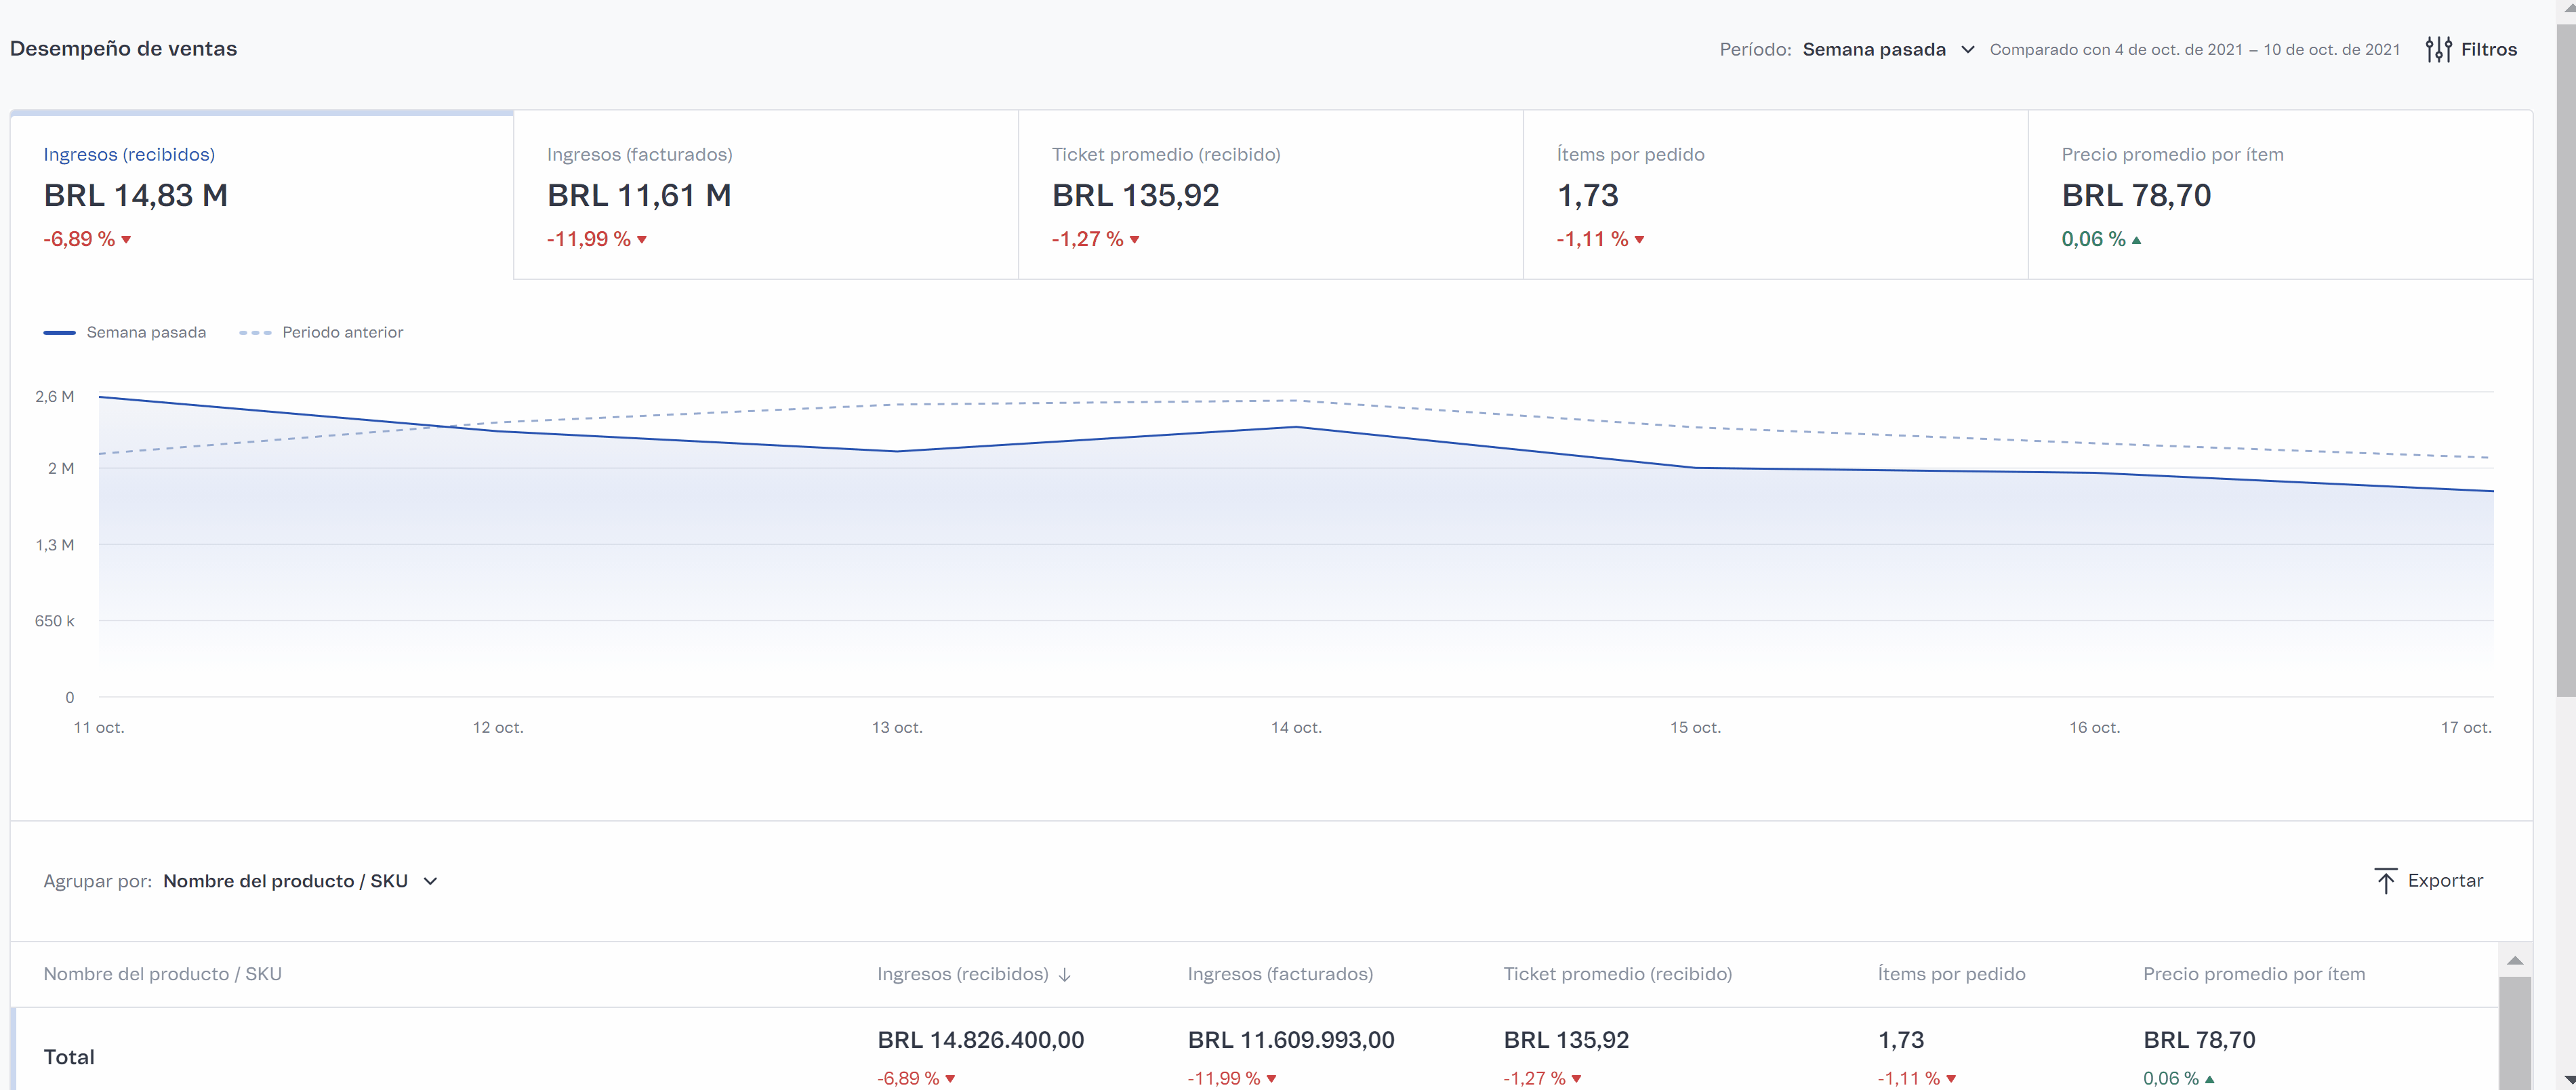 Desempeño de ventas
Período: Semana pasada Comparado con 4 de oct. de 2021 – 10 de oct. de 2021 Filtros
Ingresos (recibidos) Ingresos (facturados) Ticket promedio (recibido) Ítems por pedido Precio promedio por ítem
BRL 14,83 M BRL 11,61 M BRL 135,92 1,73 BRL 78,70
-6,89 % -11,99 % -1,27 % -1,11 % 0,06 %
Semana pasada Periodo anterior
2,6 M
2 M
1,3 M
650 k
0
11 oct. 12 oct. 13 oct. 14 oct. 15 oct. 16 oct. 17 oct.
Agrupar por: Nombre del producto / SKU Exportar
Nombre del producto / SKU Ingresos (recibidos) Ingresos (facturados) Ticket promedio (recibido) Ítems por pedido Precio promedio por ítem
Total BRL 14.826.400,00 BRL 11.609.993,00 BRL 135,92 1,73 BRL 78,70
-6,89 % -11,99 % -1,27 % -1,11 % 0,06 %